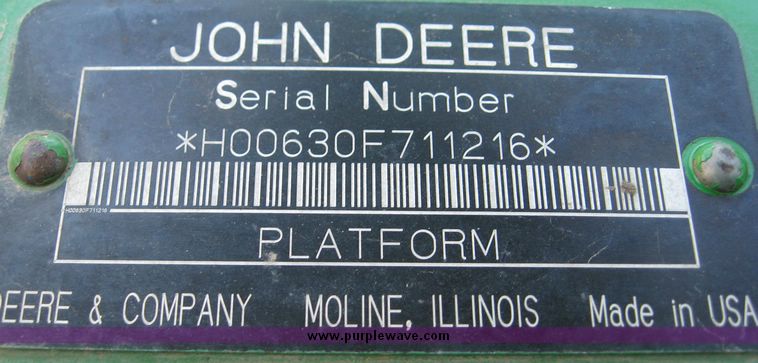 JOHN DEERE
Serial Number
*H00630F711216*
H00630F711216
PLATFORM
DEERE & COMPANY MOLINE, ILLINOIS Made in USA
www.purplewave.com